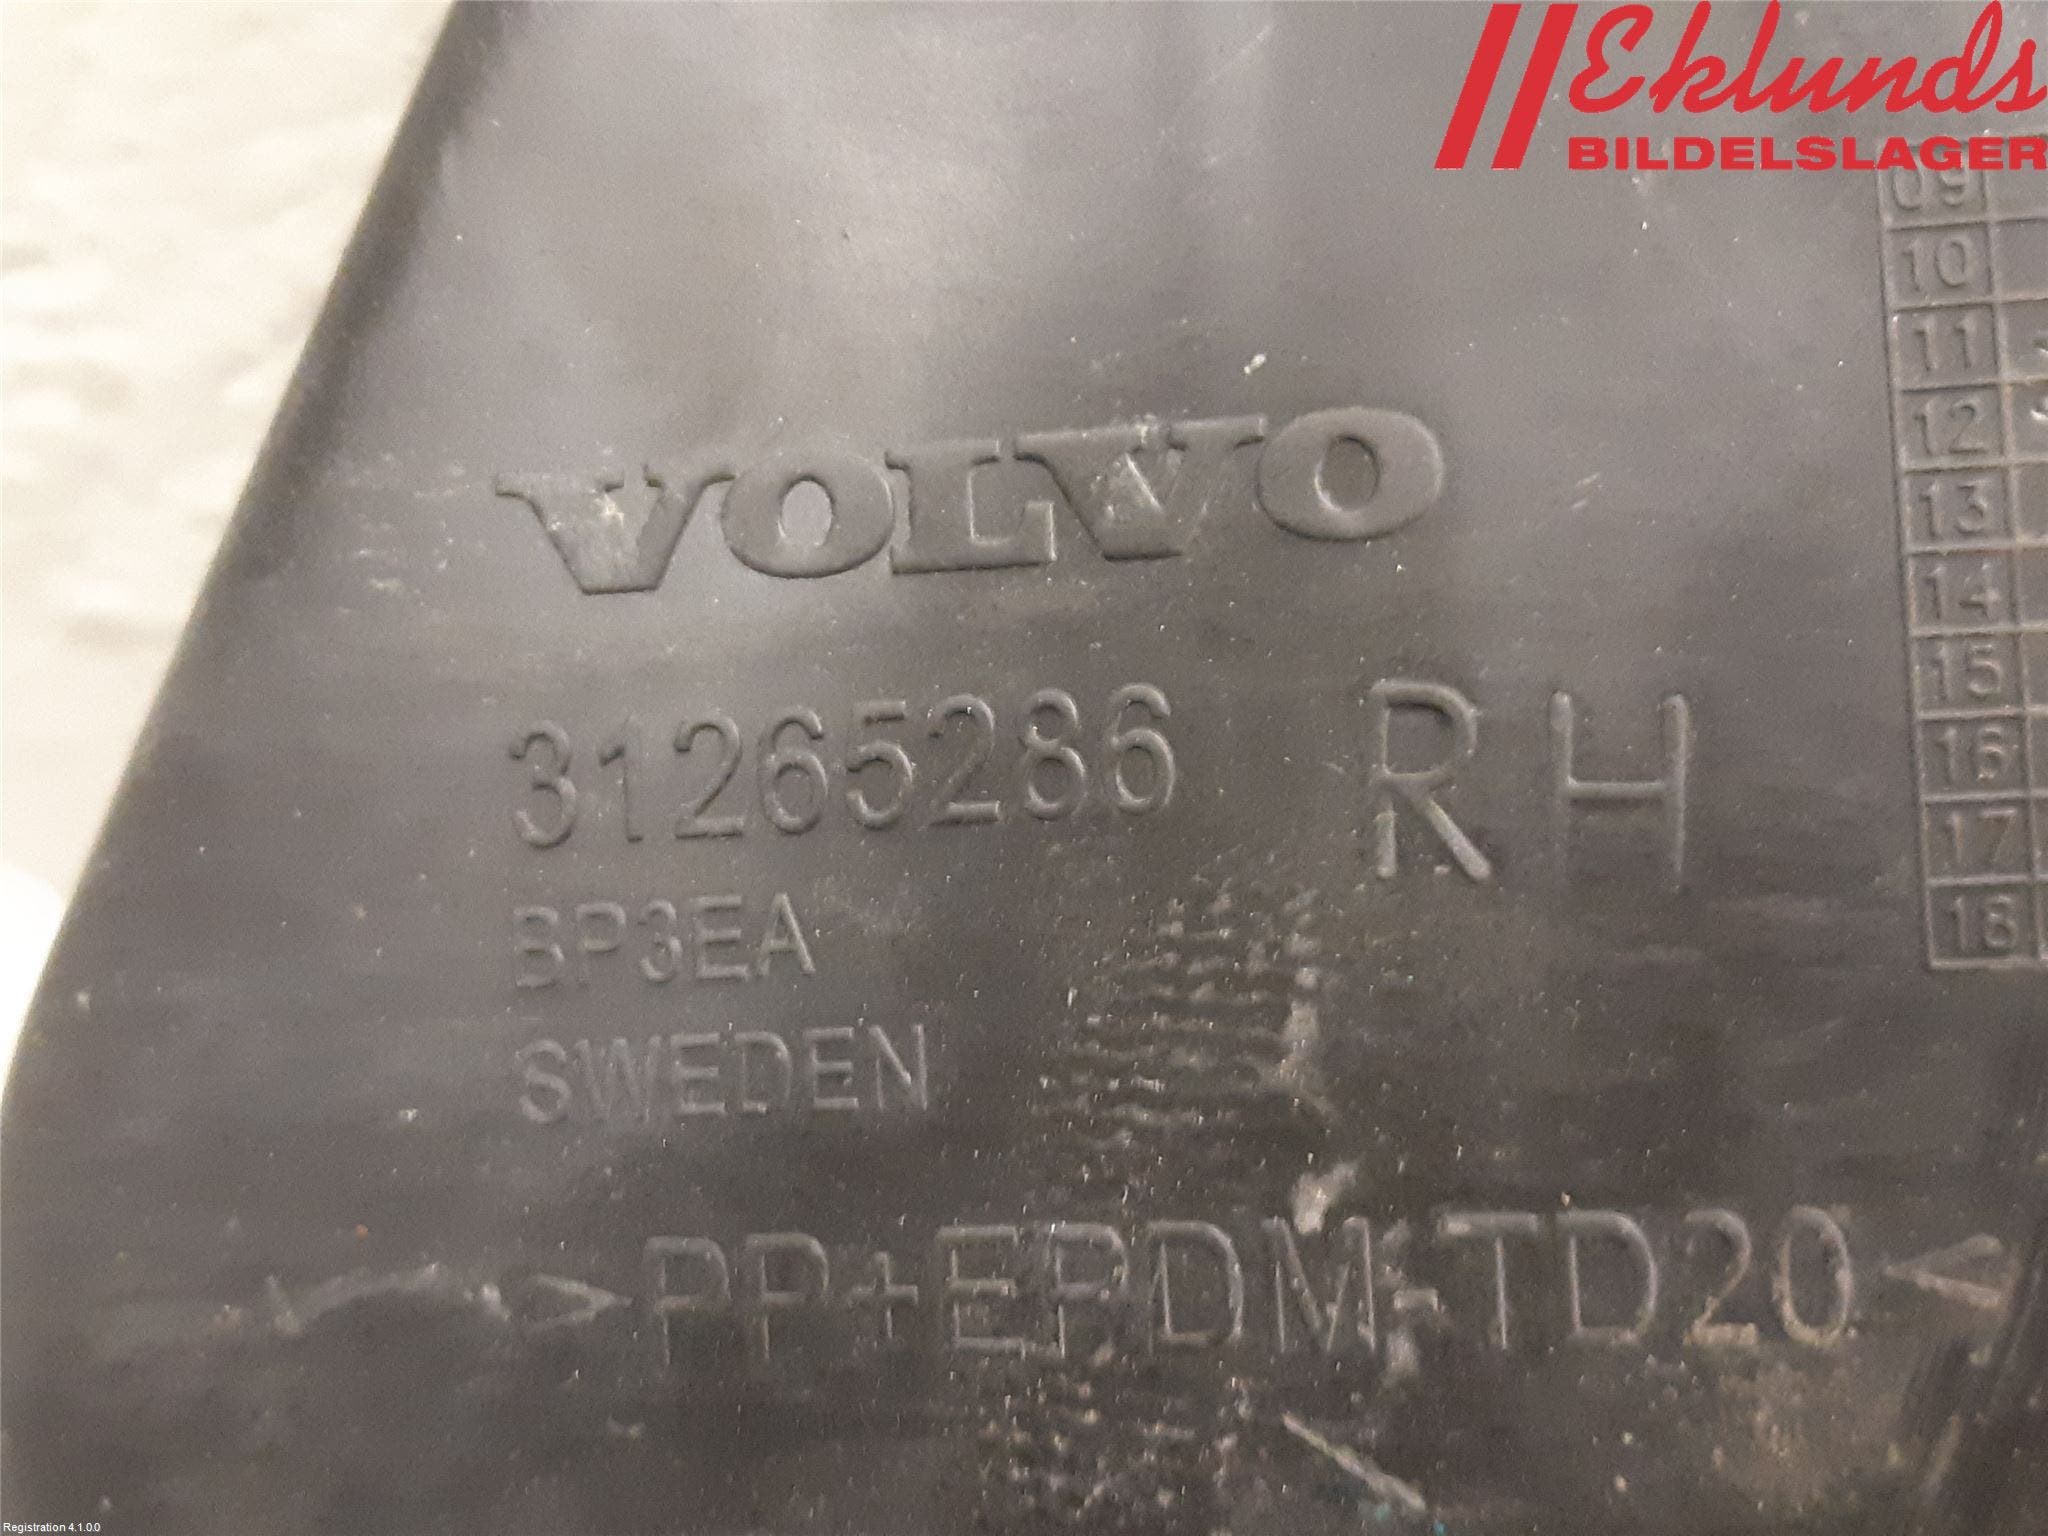 Eklunds
BILDELSLAGER
09
10
11
12
13
14
15
16
17
18
VOLVO
31265286 RH
BP3EA
SWEDEN
>PP+EPDM-TD20<
Registration 4.1.0.0